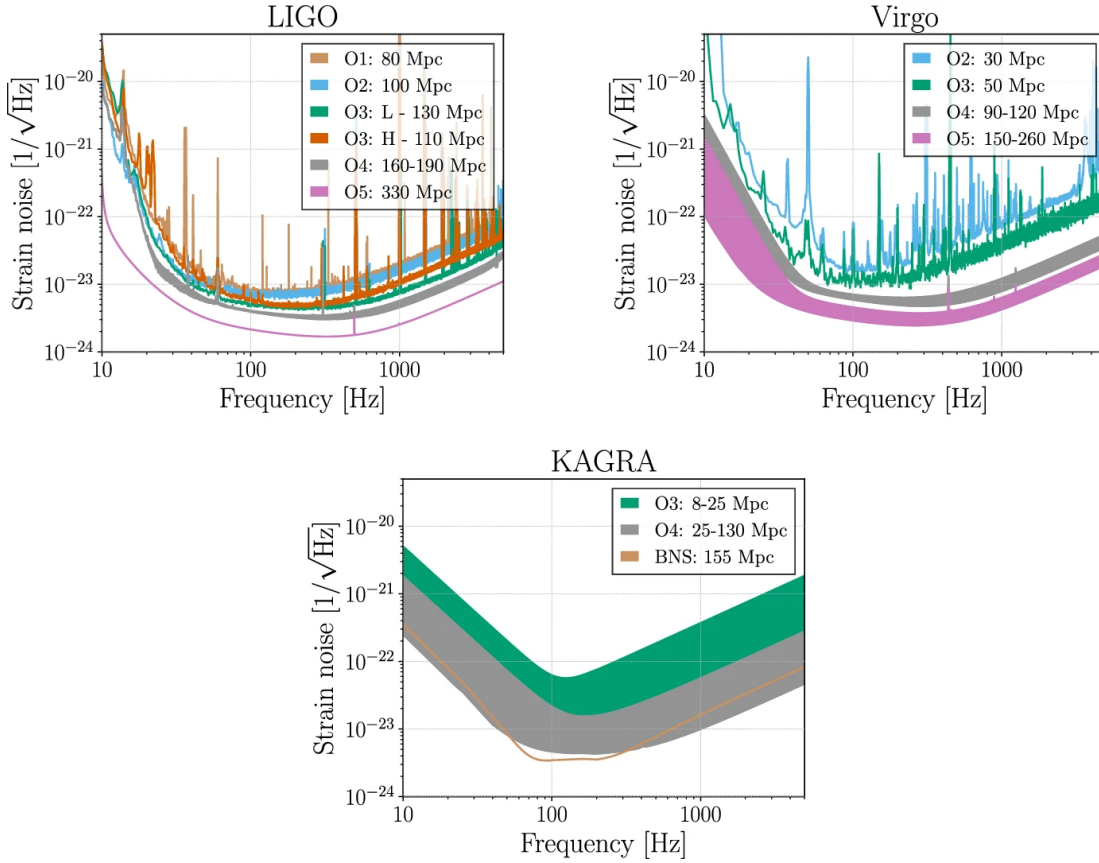 LIGO
Strain noise [1/√Hz]
10⁻²⁰
10⁻²¹
10⁻²²
10⁻²³
10⁻²⁴
O1: 80 Mpc
O2: 100 Mpc
O3: L - 130 Mpc
O3: H - 110 Mpc
O4: 160-190 Mpc
O5: 330 Mpc
10 100 1000
Frequency [Hz]
Virgo
Strain noise [1/√Hz]
10⁻²⁰
10⁻²¹
10⁻²²
10⁻²³
10⁻²⁴
O2: 30 Mpc
O3: 50 Mpc
O4: 90-120 Mpc
O5: 150-260 Mpc
10 100 1000
Frequency [Hz]
KAGRA
Strain noise [1/√Hz]
10⁻²⁰
10⁻²¹
10⁻²²
10⁻²³
10⁻²⁴
O3: 8-25 Mpc
O4: 25-130 Mpc
BNS: 155 Mpc
10 100 1000
Frequency [Hz]